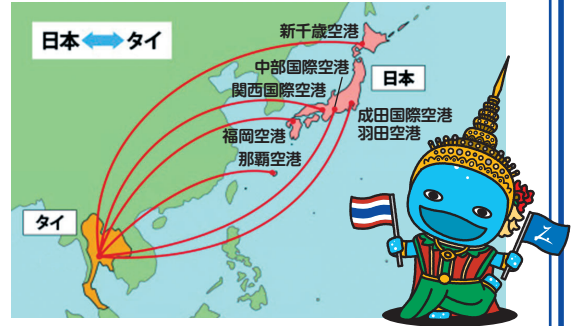 日本⇔タイ
新千歳空港
中部国際空港
関西国際空港
日本
成田国際空港
羽田空港
福岡空港
那覇空港
タイ